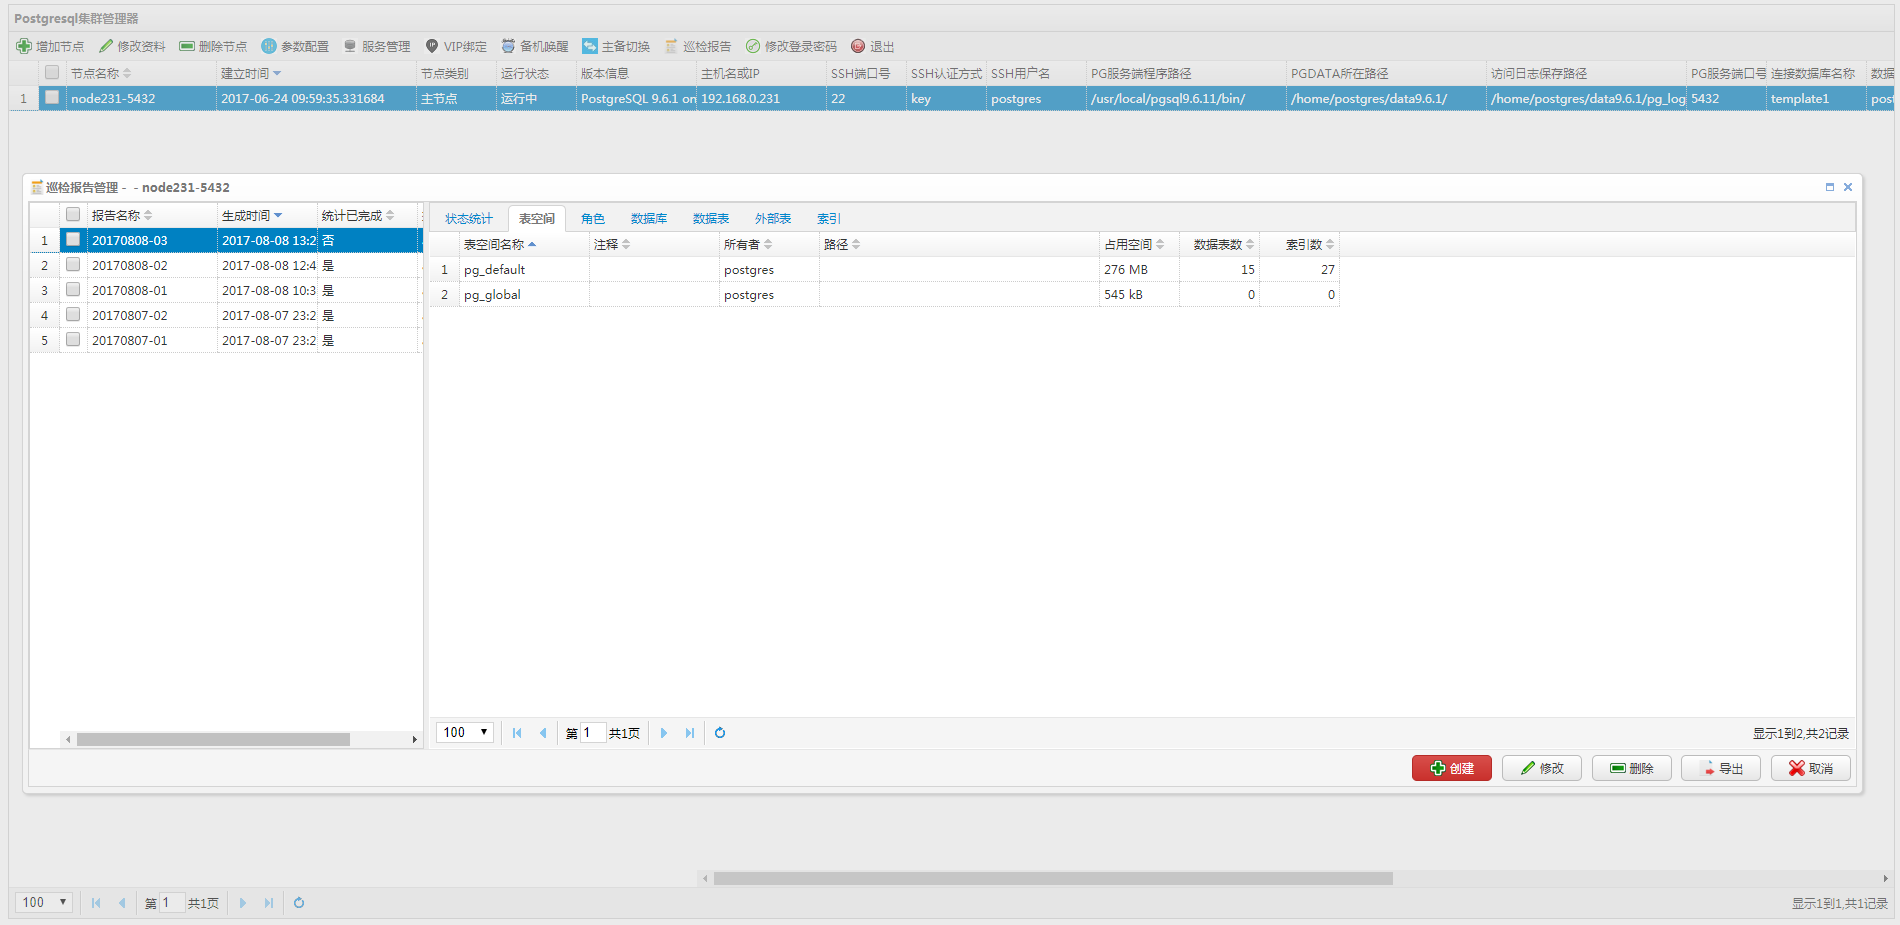 Postgresql集群管理器
增加节点 修改资料 删除节点 参数配置 服务管理 VIP绑定 备机唤醒 主备切换 巡检报告 修改登录密码 退出
节点名称 建立时间 节点类别 运行状态 版本信息 主机名或IP SSH端口号 SSH认证方式 SSH用户名 PG服务端程序路径 PGDATA所在路径 访问日志保存路径 PG服务端口号 连接数据库名称 数据
1 node231-5432 2017-06-24 09:59:35.331684 主节点 运行中 PostgreSQL 9.6.1 on 192.168.0.231 22 key postgres /usr/local/pgsql9.6.11/bin/ /home/postgres/data9.6.1/ /home/postgres/data9.6.1/pg_log 5432 template1 post
巡检报告管理 - - node231-5432
报告名称 生成时间 统计已完成
1 20170808-03 2017-08-08 13:2 否
2 20170808-02 2017-08-08 12:4 是
3 20170808-01 2017-08-08 10:3 是
4 20170807-02 2017-08-07 23:2 是
5 20170807-01 2017-08-07 23:2 是
状态统计 表空间 角色 数据库 数据表 外部表 索引
表空间名称 注释 所有者 路径 占用空间 数据表数 索引数
1 pg_default postgres 276 MB 15 27
2 pg_global postgres 545 kB 0 0
100 第 1 共1页 显示1到2,共2记录
创建 修改 删除 导出 取消
100 第 1 共1页 显示1到1,共1记录